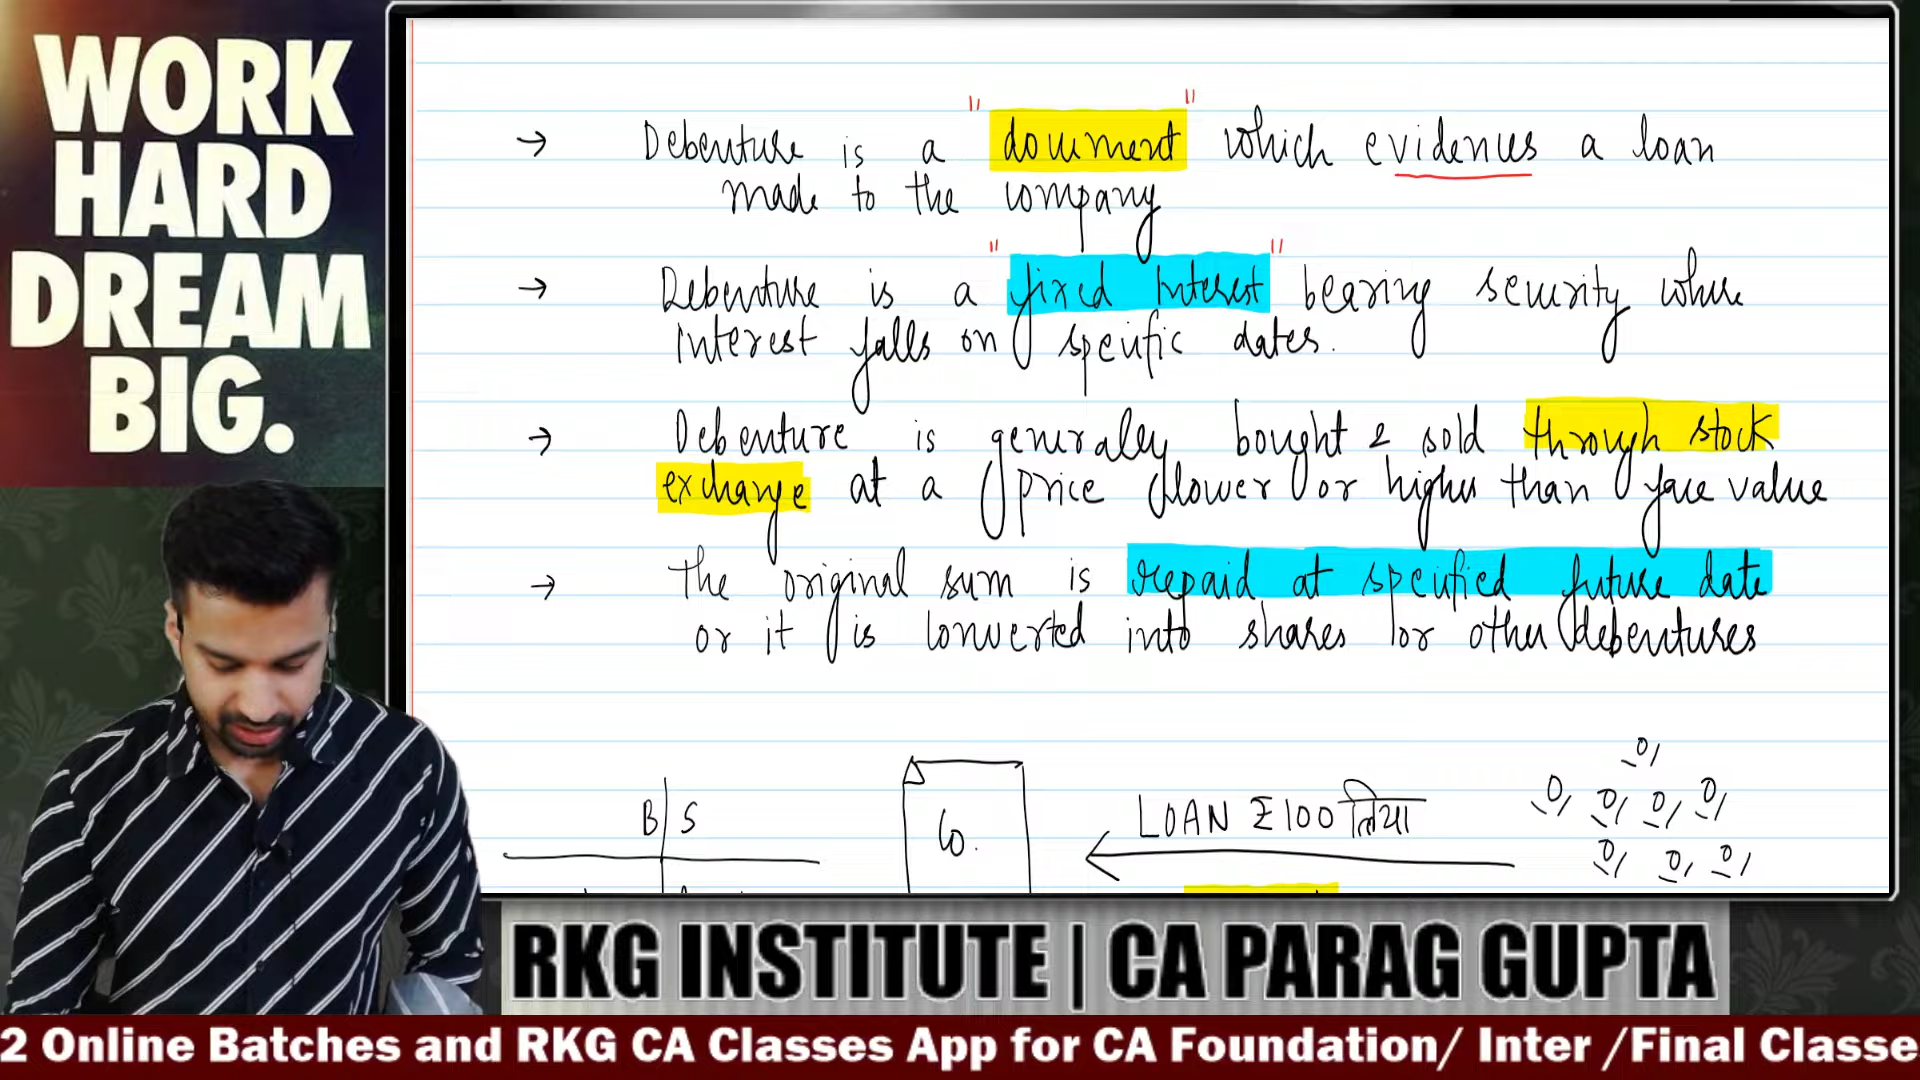 WORK
HARD
DREAM
BIG.
→ Debenture is a "document" which evidences a loan
made to the company
→ Debenture is a "fixed Interest" bearing security where
interest falls on specific dates.
→ Debenture is generally bought & sold through stock
exchange at a price lower or higher than face value
→ The original sum is repaid at specified future date
or it is converted into shares or other debentures
B S
Co.
LOAN ₹100 लिया
RKG INSTITUTE | CA PARAG GUPTA
2 Online Batches and RKG CA Classes App for CA Foundation/ Inter /Final Classe